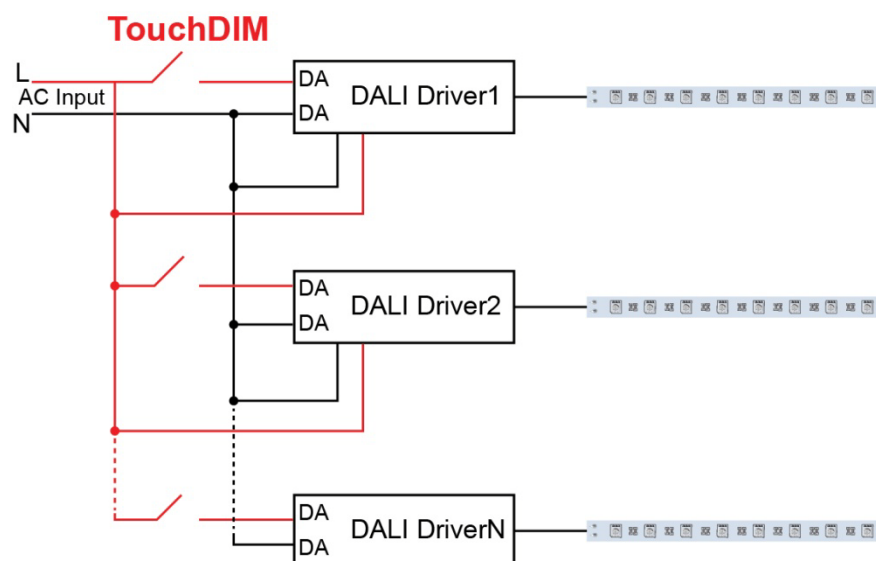 TouchDIM
L
AC Input
N
DA
DA
DALI Driver1
DA
DA
DALI Driver2
DA
DA
DALI DriverN